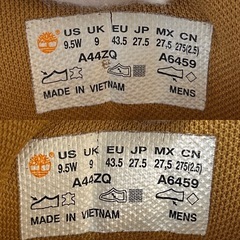 US UK EU JP MX CN
9.5W 9 43.5 27.5 27.5 275(2.5)
A44ZQ A6459
MADE IN VIETNAM MENS
US UK EU JP MX CN
9.5W 9 43.5 27.5 27.5 275(2.5)
A44ZQ A6459
MADE IN VIETNAM MENS